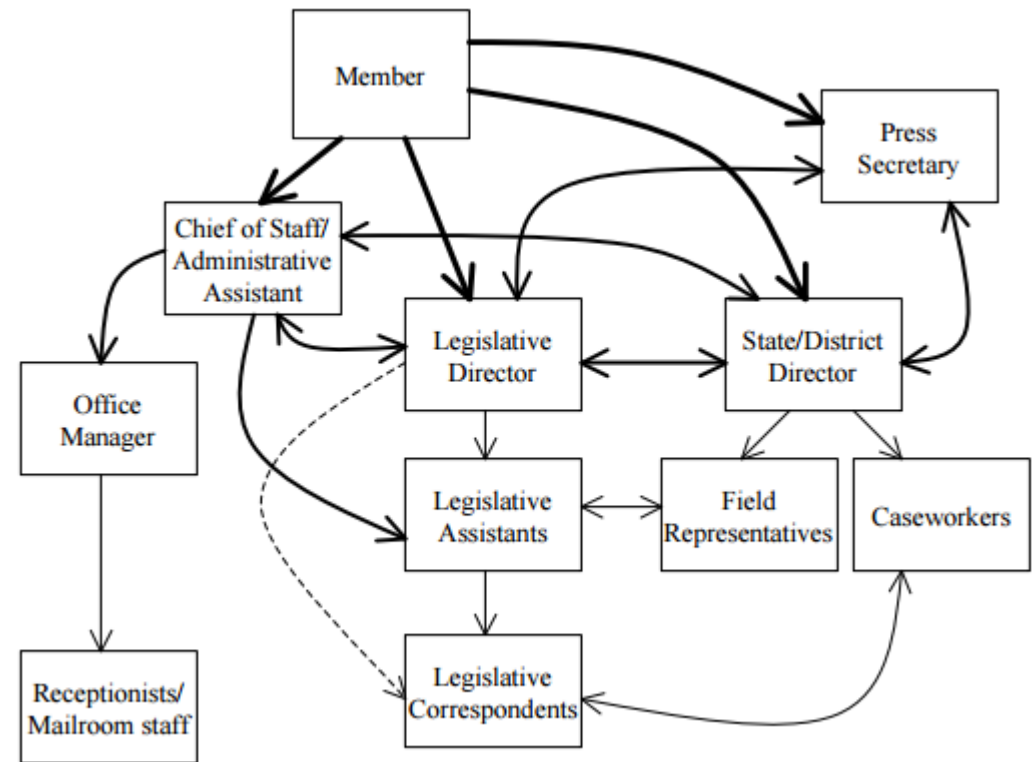 Member
Press
Secretary
Chief of Staff/
Administrative
Assistant
Legislative
Director
State/District
Director
Office
Manager
Legislative
Assistants
Field
Representatives
Caseworkers
Receptionists/
Mailroom staff
Legislative
Correspondents